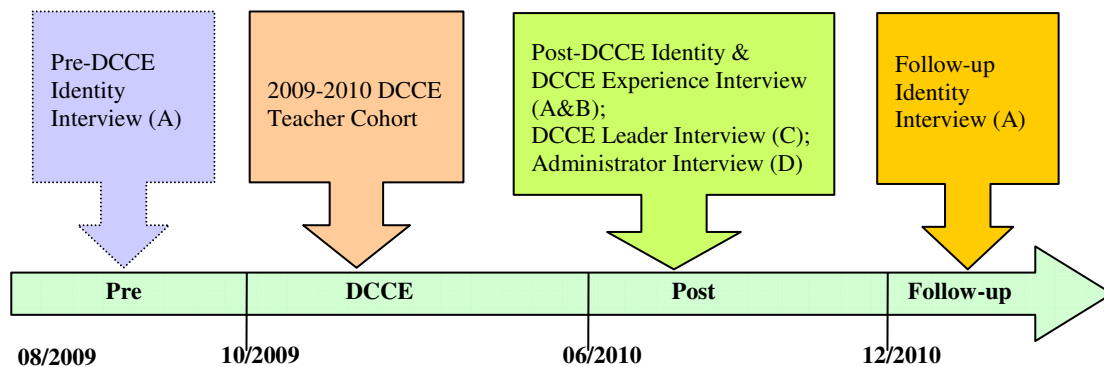 Pre-DCCE
Identity
Interview (A)
2009-2010 DCCE
Teacher Cohort
Post-DCCE Identity &
DCCE Experience Interview
(A&B);
DCCE Leader Interview (C);
Administrator Interview (D)
Follow-up
Identity
Interview (A)
Pre
DCCE
Post
Follow-up
08/2009
10/2009
06/2010
12/2010